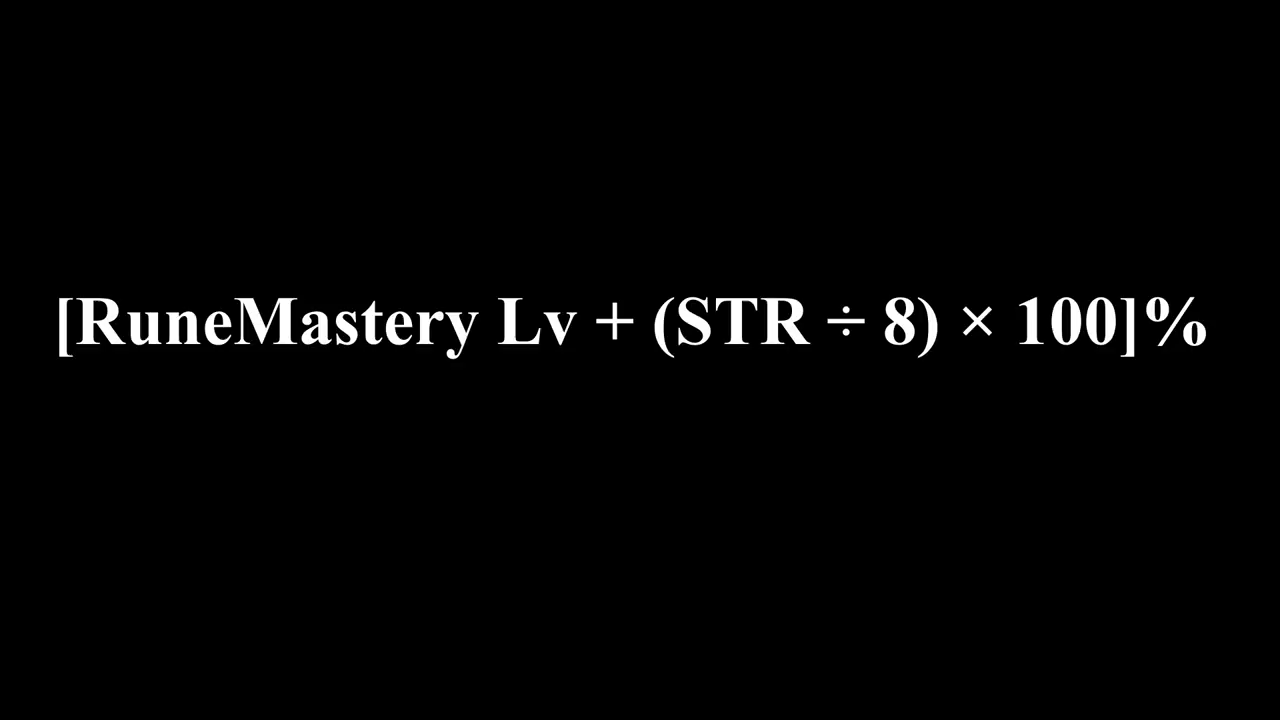 [RuneMastery Lv + (STR ÷ 8) × 100]%